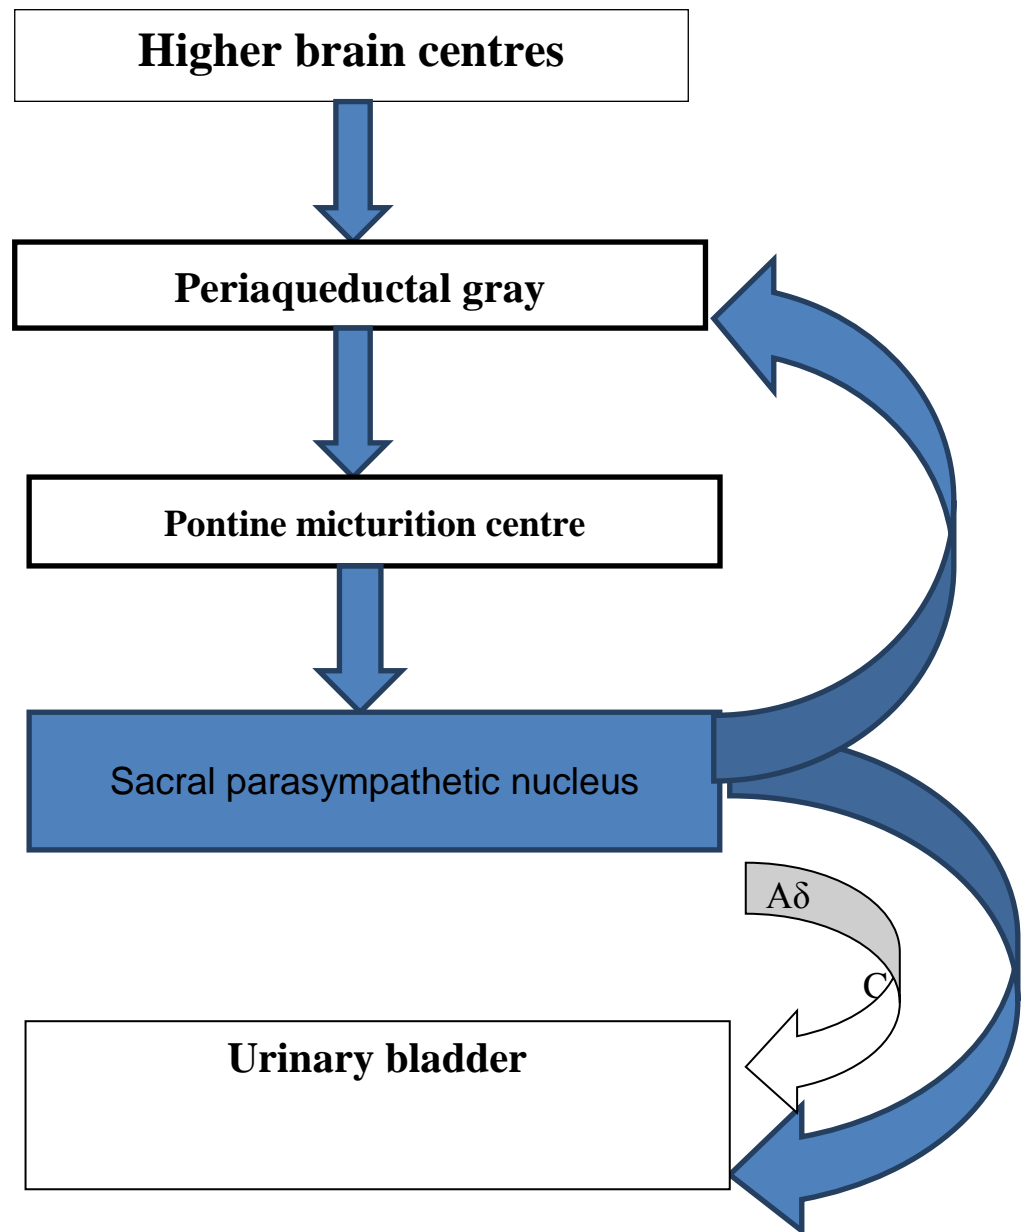 Higher brain centres
Periaqueductal gray
Pontine micturition centre
Sacral parasympathetic nucleus
Aδ
C
Urinary bladder